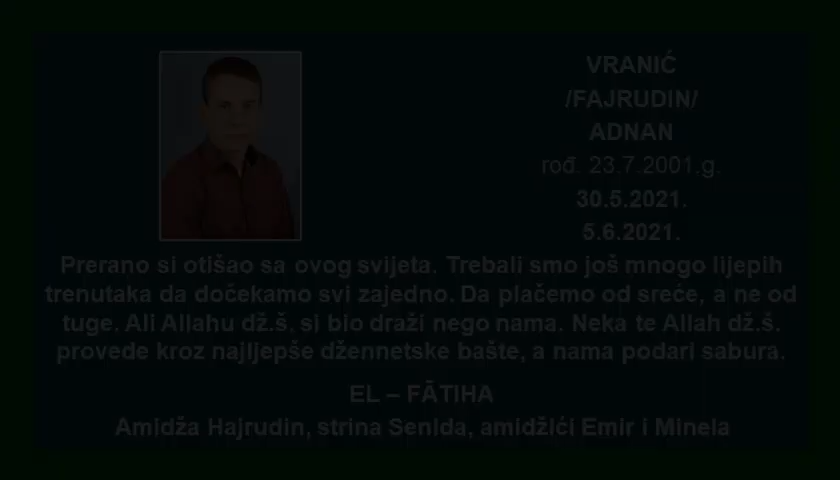 VRANIĆ
/FAJRUDIN/
ADNAN
rođ. 23.7.2001.g.
30.5.2021.
5.6.2021.
Prerano si otišao sa ovog svijeta. Trebali smo još mnogo lijepih
trenutaka da dočekamo svi zajedno. Da plačemo od sreće, a ne od
tuge. Ali Allahu dž.š. si bio draži nego nama. Neka te Allah dž.š.
provede kroz najljepše džennetske bašte, a nama podari sabura.
EL – FĀTIHA
Amidža Hajrudin, strina Senida, amidžići Emir i Minela